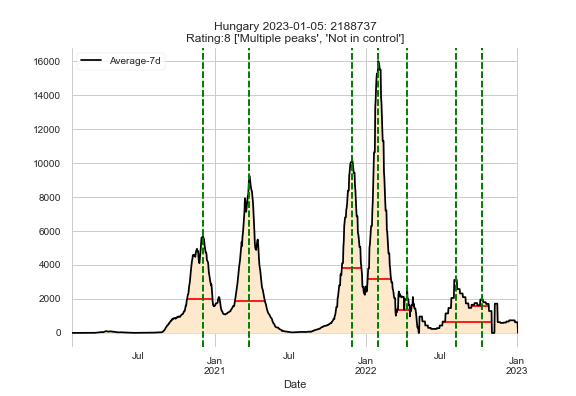 Hungary 2023-01-05: 2188737
Rating:8 ['Multiple peaks', 'Not in control']
Average-7d
16000
14000
12000
10000
8000
6000
4000
2000
0
Jul
Jan
2021
Jul
Jan
2022
Jul
Jan
2023
Date